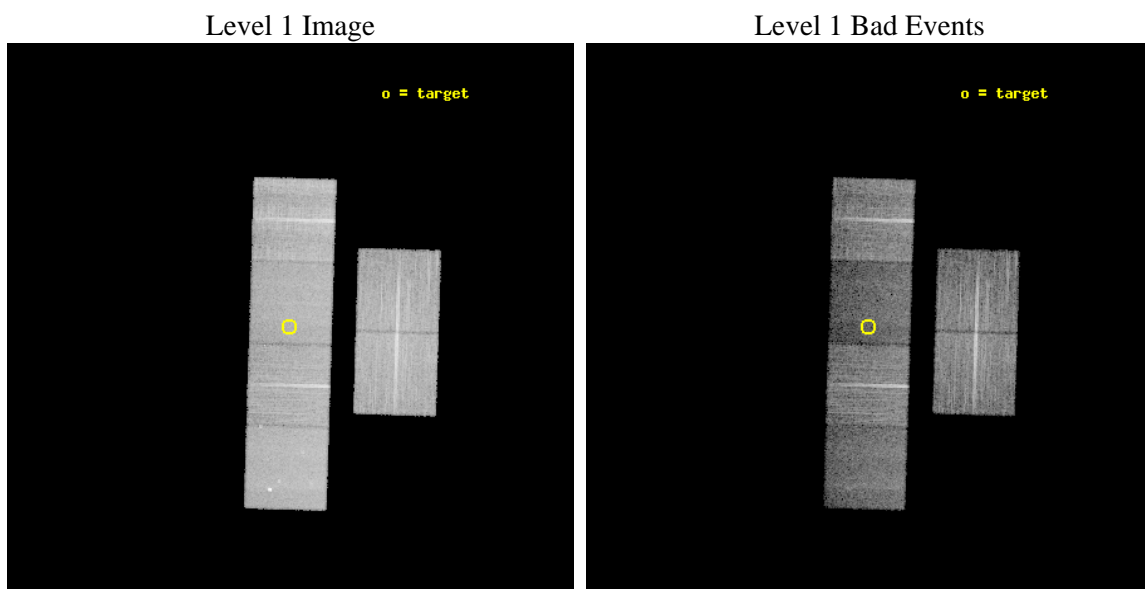 Level 1 Image
Level 1 Bad Events
o = target
o = target